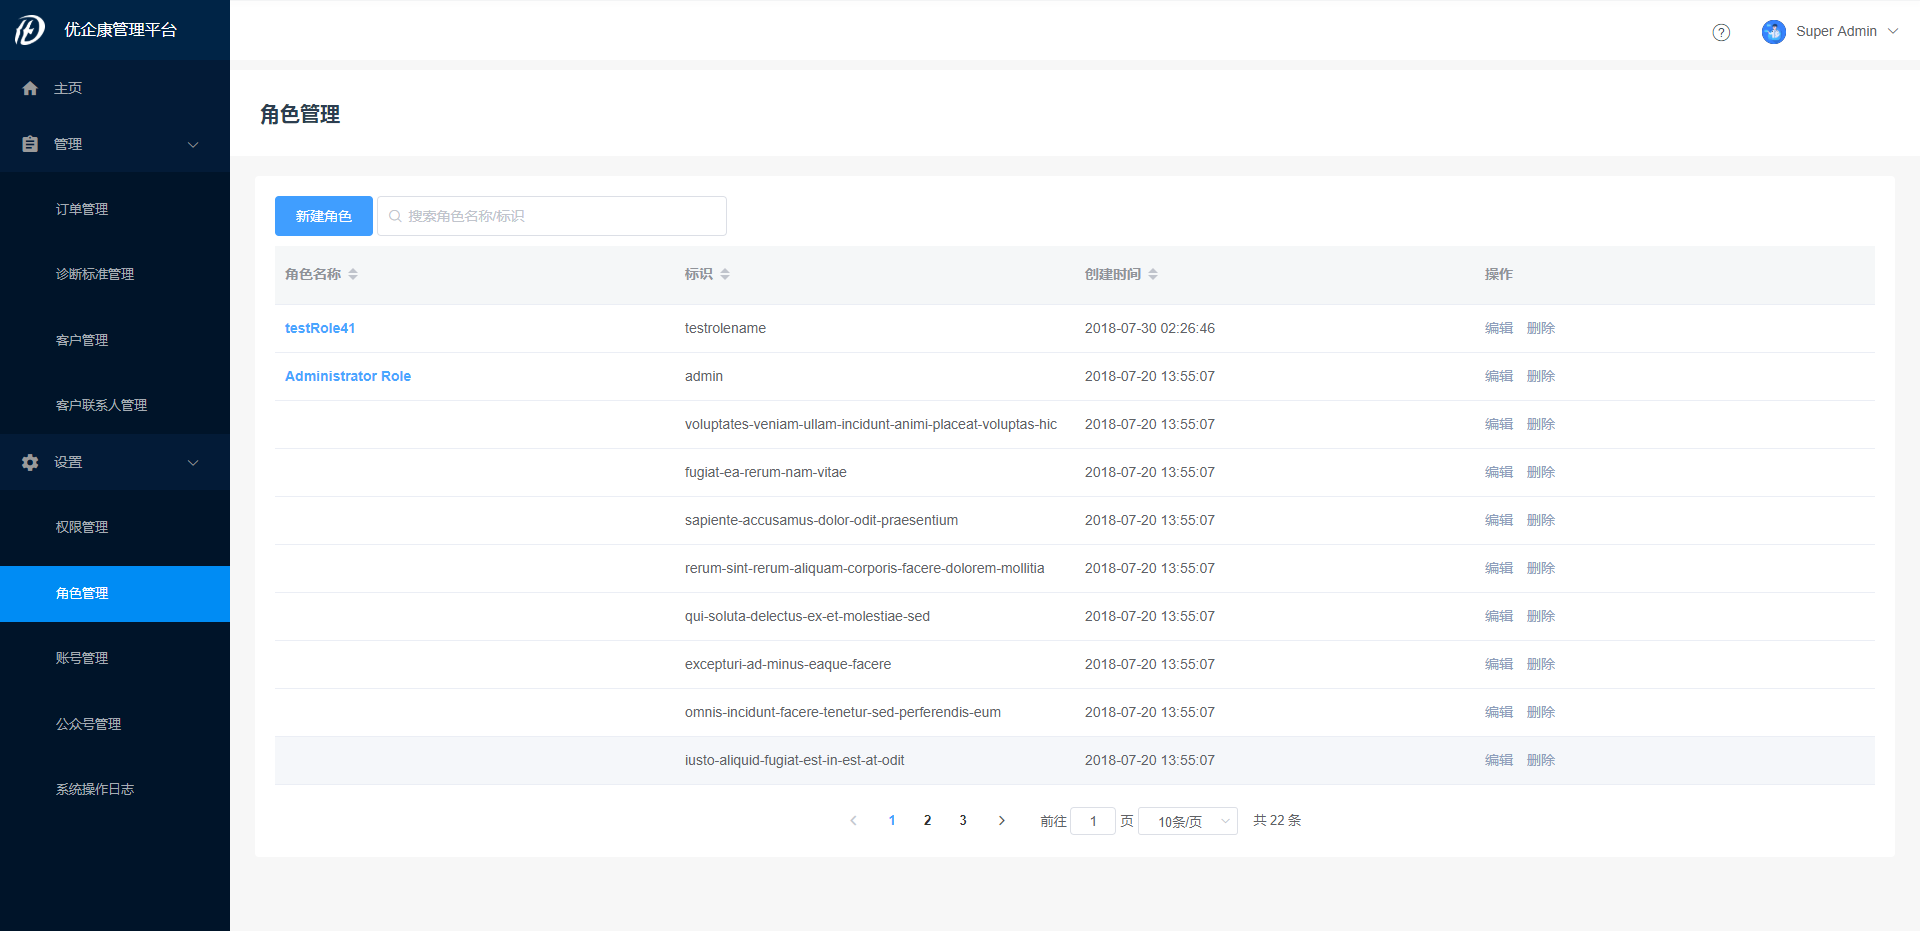 优企康管理平台
Super Admin
主页
管理
订单管理
诊断标准管理
客户管理
客户联系人管理
设置
权限管理
角色管理
账号管理
公众号管理
系统操作日志
角色管理
新建角色 搜索角色名称/标识
角色名称 标识 创建时间 操作
testRole41 testrolename 2018-07-30 02:26:46 编辑 删除
Administrator Role admin 2018-07-20 13:55:07 编辑 删除
voluptates-veniam-ullam-incidunt-animi-placeat-voluptas-hic 2018-07-20 13:55:07 编辑 删除
fugiat-ea-rerum-nam-vitae 2018-07-20 13:55:07 编辑 删除
sapiente-accusamus-dolor-odit-praesentium 2018-07-20 13:55:07 编辑 删除
rerum-sint-rerum-aliquam-corporis-facere-dolorem-mollitia 2018-07-20 13:55:07 编辑 删除
qui-soluta-delectus-ex-et-molestiae-sed 2018-07-20 13:55:07 编辑 删除
excepturi-ad-minus-eaque-facere 2018-07-20 13:55:07 编辑 删除
omnis-incidunt-facere-tenetur-sed-perferendis-eum 2018-07-20 13:55:07 编辑 删除
iusto-aliquid-fugiat-est-in-est-at-odit 2018-07-20 13:55:07 编辑 删除
1 2 3 前往 1 页 10条/页 共 22 条